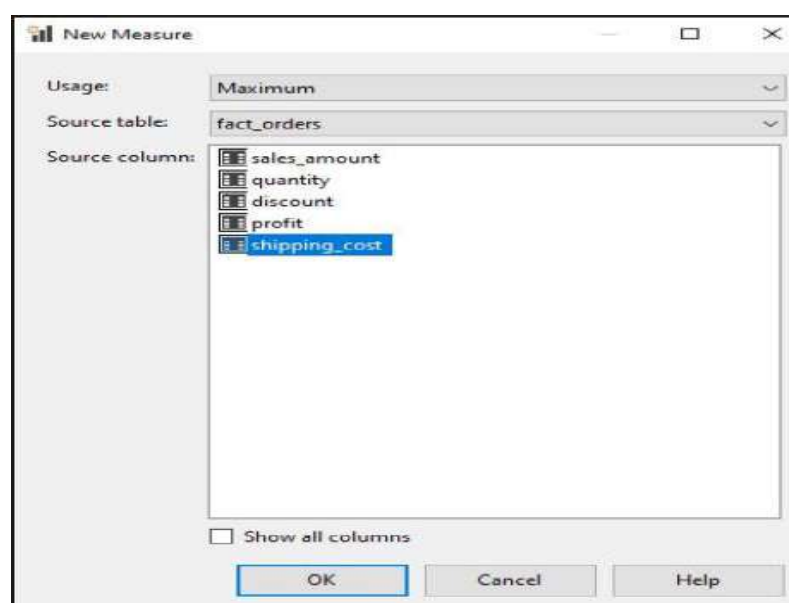 New Measure
Usage: Maximum
Source table: fact_orders
Source column: sales_amount
quantity
discount
profit
shipping_cost
Show all columns
OK Cancel Help